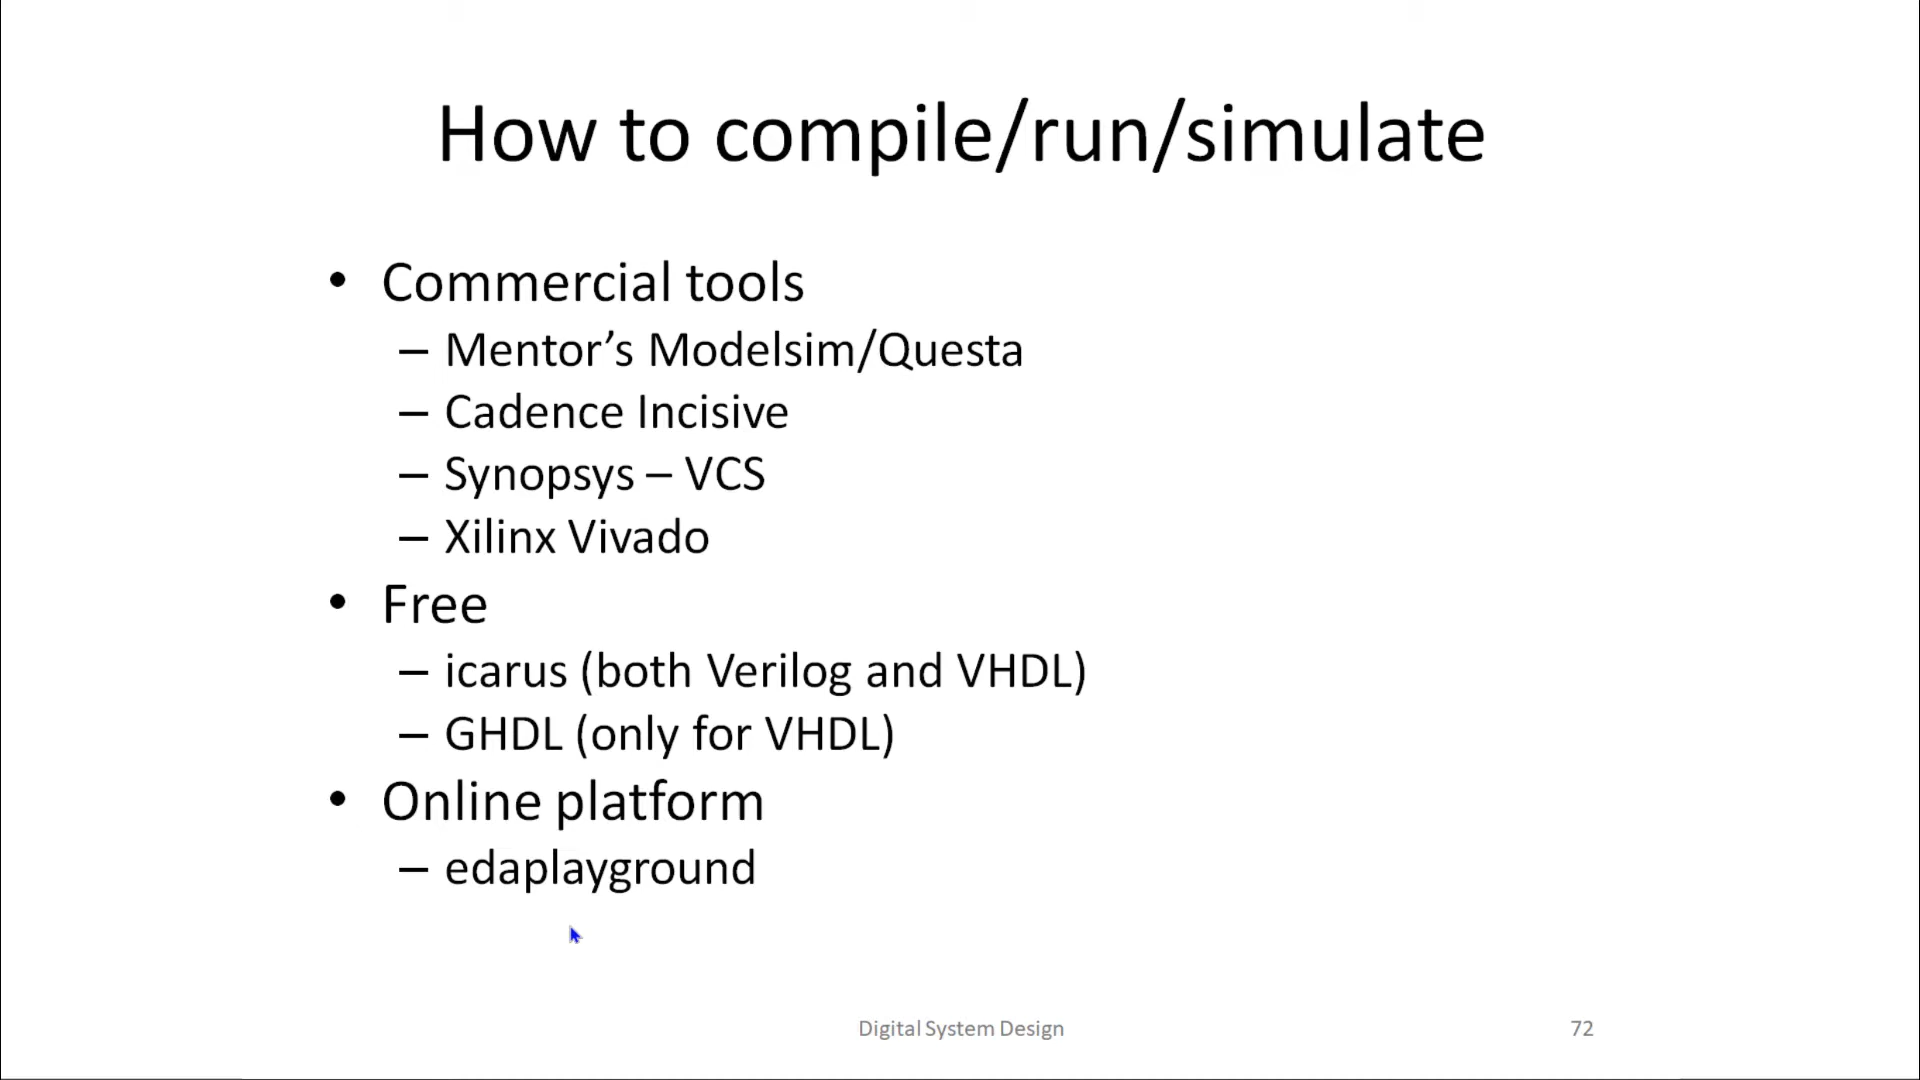 How to compile/run/simulate
• Commercial tools
– Mentor’s Modelsim/Questa
– Cadence Incisive
– Synopsys – VCS
– Xilinx Vivado
• Free
– icarus (both Verilog and VHDL)
– GHDL (only for VHDL)
• Online platform
– edaplayground
Digital System Design
72